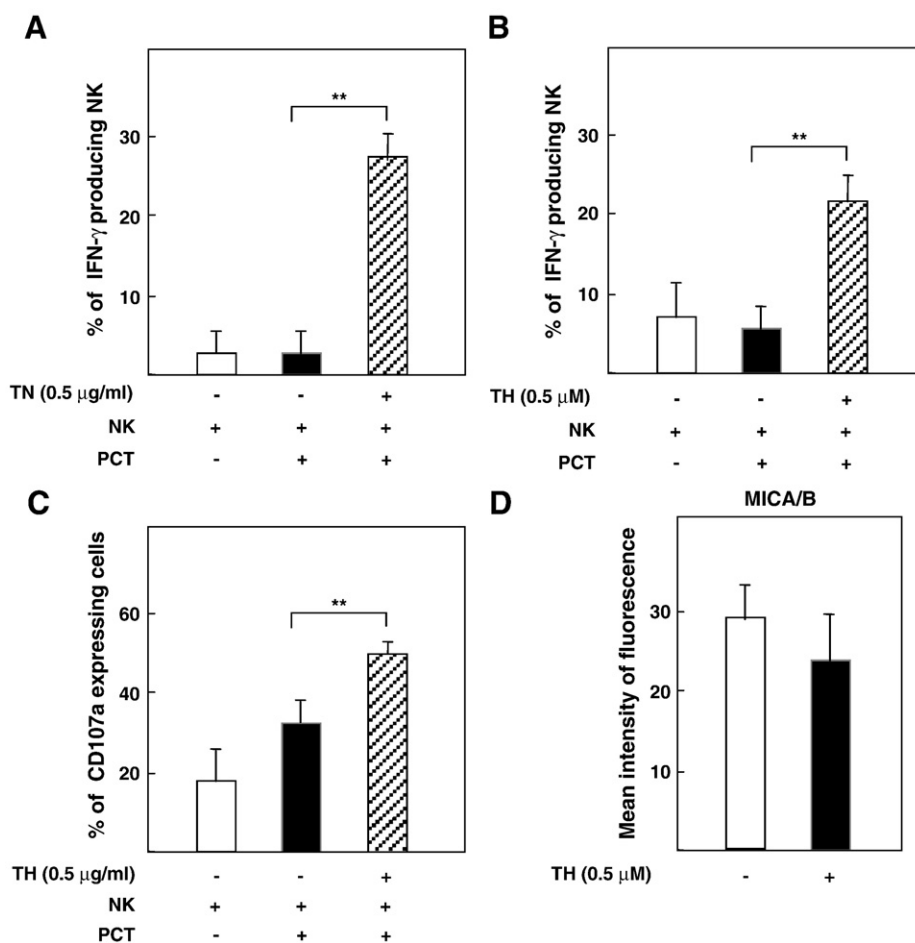 A
% of IFN-γ producing NK
30
20
10
**
TN (0.5 μg/ml) - - +
NK + + +
PCT - + +
B
% of IFN-γ producing NK
30
20
10
**
TH (0.5 μM) - - +
NK + + +
PCT - + +
C
% of CD107a expressing cells
60
40
20
**
TH (0.5 μg/ml) - - +
NK + + +
PCT - + +
D
MICA/B
Mean intensity of fluorescence
30
20
10
TH (0.5 μM) - +